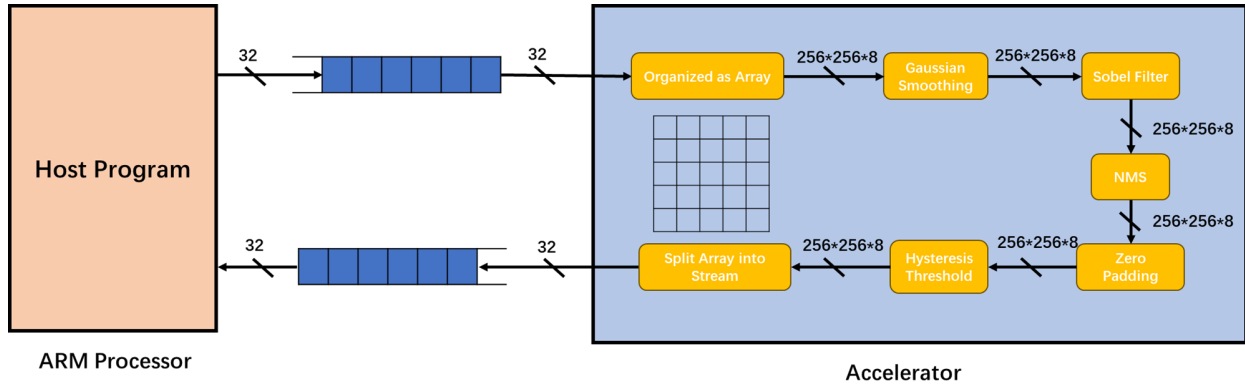 32
32
Organized as Array
256*256*8
Gaussian
Smoothing
256*256*8
Sobel Filter
256*256*8
Host Program
NMS
256*256*8
32
32
Split Array into
Stream
256*256*8
Hysteresis
Threshold
256*256*8
Zero
Padding
ARM Processor
Accelerator